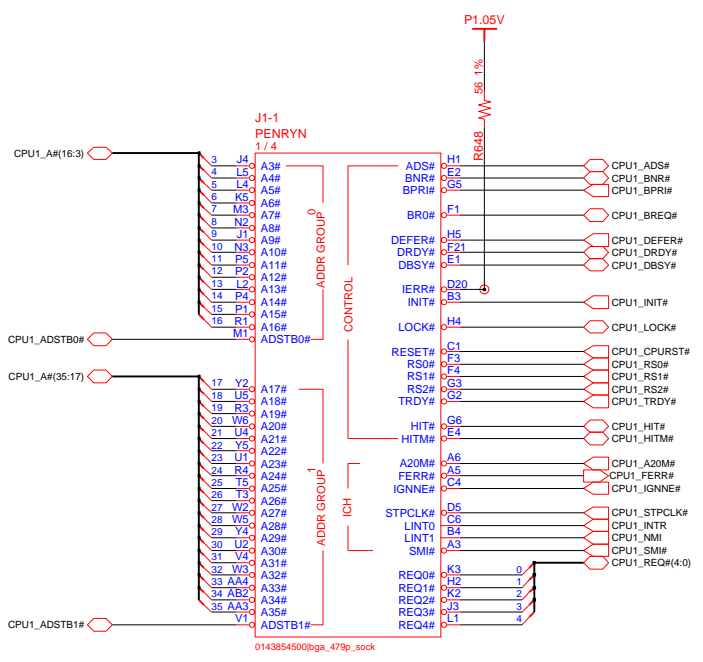 P1.05V
56 1%
R648
J1-1
PENRYN
1 / 4
CPU1_A#(16:3)
3 J4 A3# ADS# H1 CPU1_ADS#
4 L5 A4# BNR# E2 CPU1_BNR#
5 L4 A5# BPRI# G5 CPU1_BPRI#
6 K5 A6#
7 M3 A7# BR0# F1 CPU1_BREQ#
8 N2 A8#
9 J1 A9# DEFER# H5 CPU1_DEFER#
10 N3 A10# DRDY# F21 CPU1_DRDY#
11 P5 A11# DBSY# E1 CPU1_DBSY#
12 P2 A12#
13 L2 A13# IERR# D20
14 P4 A14# INIT# B3 CPU1_INIT#
15 P1 A15#
16 R1 A16# LOCK# H4 CPU1_LOCK#
CPU1_ADSTB0# M1 ADSTB0#
ADDR GROUP 0
CONTROL
RESET# C1 CPU1_CPURST#
RS0# F3 CPU1_RS0#
CPU1_A#(35:17)
17 Y2 A17# RS1# F4 CPU1_RS1#
18 U5 A18# RS2# G3 CPU1_RS2#
19 R3 A19# TRDY# G2 CPU1_TRDY#
20 W6 A20# HIT# G6 CPU1_HIT#
21 U4 A21# HITM# E4 CPU1_HITM#
22 Y5 A22#
23 U1 A23# A20M# A6 CPU1_A20M#
24 R4 A24# FERR# A5 CPU1_FERR#
25 T5 A25# IGNNE# C4 CPU1_IGNNE#
26 T3 A26#
27 W2 A27# STPCLK# D5 CPU1_STPCLK#
28 W5 A28# LINT0 C6 CPU1_INTR
29 Y4 A29# LINT1 B4 CPU1_NMI
30 U2 A30# SMI# A3 CPU1_SMI#
31 V4 A31# CPU1_REQ#(4:0)
32 W3 A32# REQ0# K3 0
33 AA4 A33# REQ1# H2 1
34 AB2 A34# REQ2# K2 2
35 AA3 A35# REQ3# J3 3
CPU1_ADSTB1# V1 ADSTB1# REQ4# L1 4
ADDR GROUP 1
ICH
0143854500|bga_479p_sock